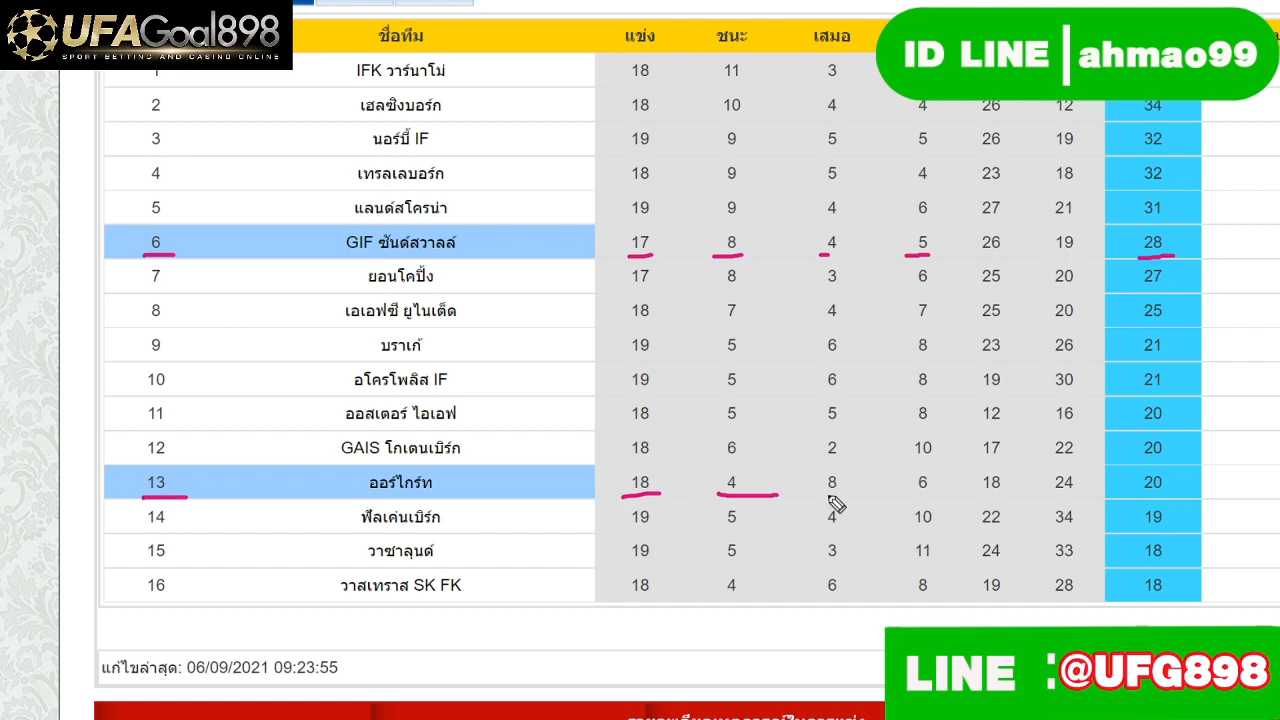 UFAGoal898
SPORT BETTING AND CASINO ONLINE
ชื่อทีม แข่ง ชนะ เสมอ
ID LINE | ahmao99
1 IFK วาร์นาโม่ 18 11 3
2 เฮลซิงบอร์ก 18 10 4 4 26 12 34
3 นอร์บี้ IF 19 9 5 5 26 19 32
4 เทรลเลบอร์ก 18 9 5 4 23 18 32
5 แลนด์สโครน่า 19 9 4 6 27 21 31
6 GIF ซันด์สวาลล์ 17 8 4 5 26 19 28
7 ยอนโคปิ้ง 17 8 3 6 25 20 27
8 เอเอฟซี ยูไนเต็ด 18 7 4 7 25 20 25
9 บราเก้ 19 5 6 8 23 26 21
10 อโครโพลิส IF 19 5 6 8 19 30 21
11 ออสเตอร์ ไอเอฟ 18 5 5 8 12 16 20
12 GAIS โกเตนเบิร์ก 18 6 2 10 17 22 20
13 ออร์ไกร์ท 18 4 8 6 18 24 20
14 ฟัลเค่นเบิร์ก 19 5 4 10 22 34 19
15 วาซาลุนด์ 19 5 3 11 24 33 18
16 วาสเทราส SK FK 18 4 6 8 19 28 18
แก้ไขล่าสุด: 06/09/2021 09:23:55
LINE :@UFG898